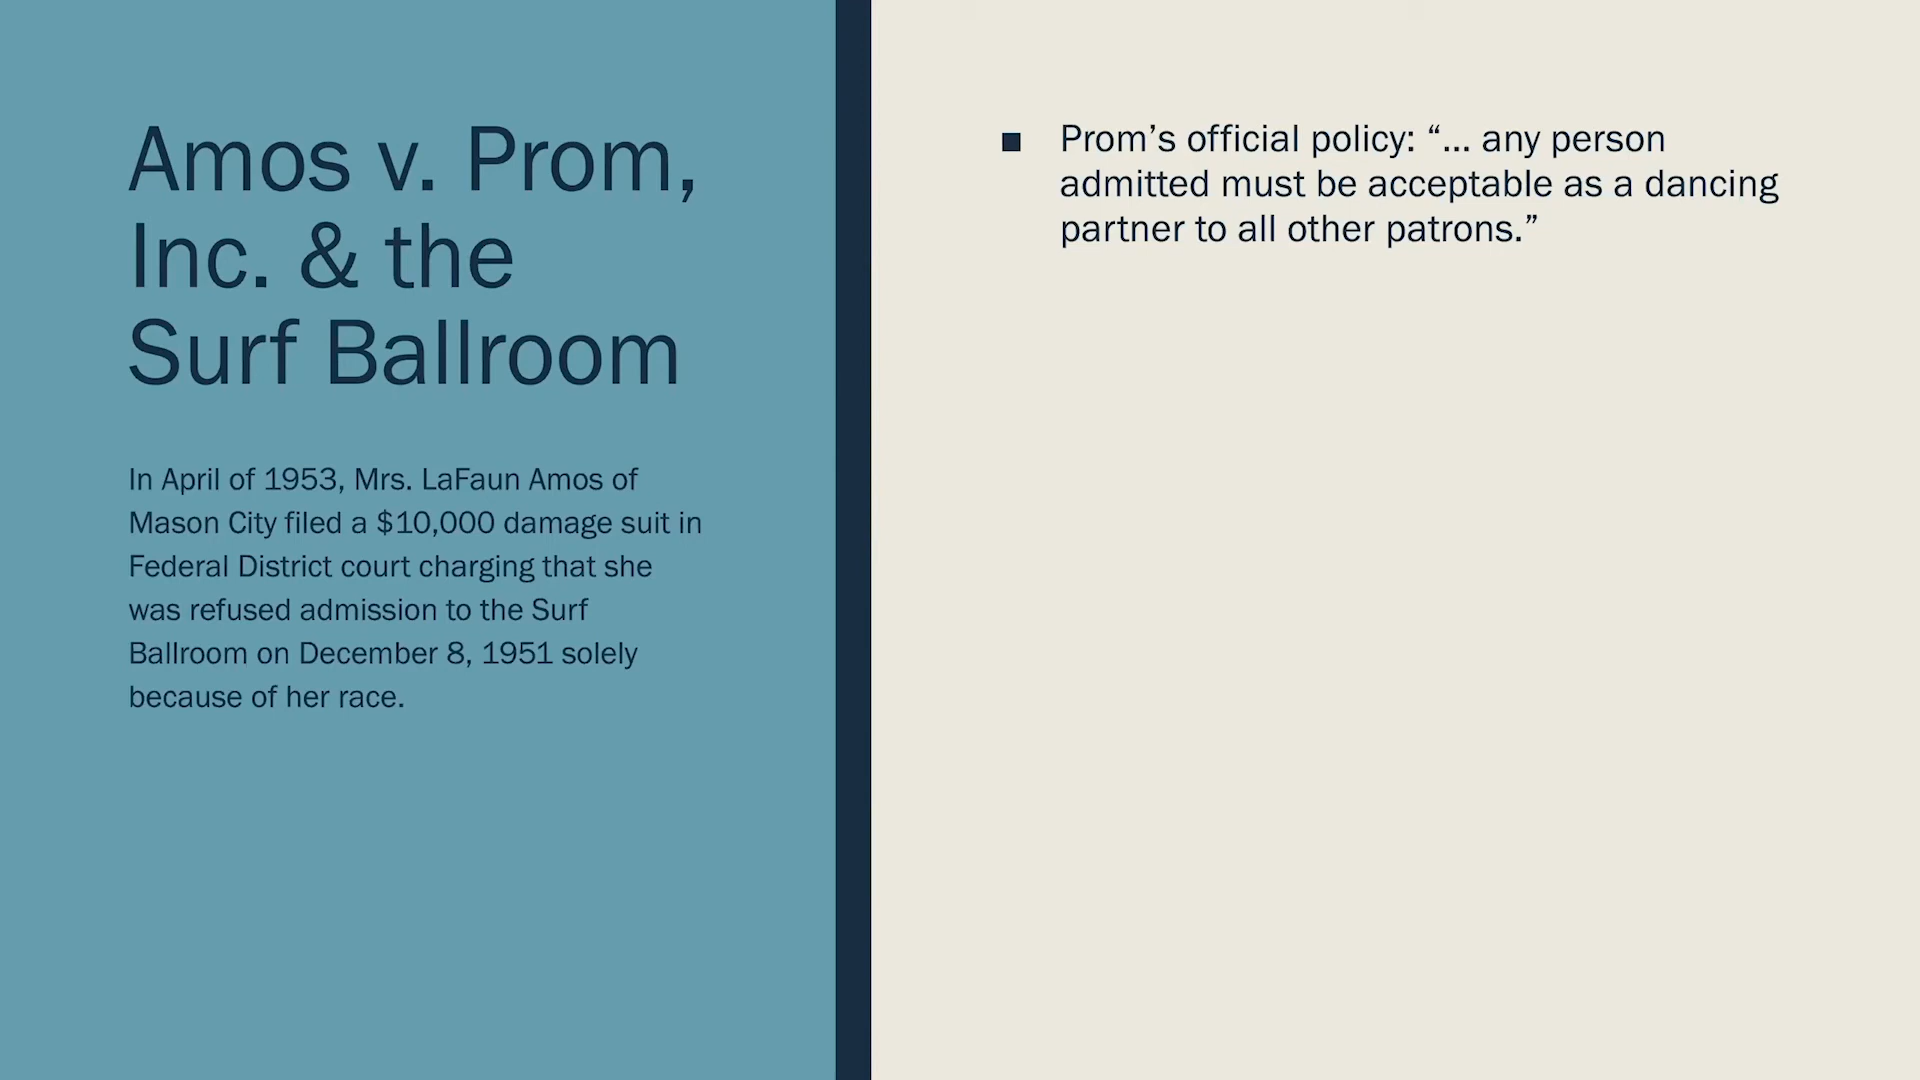 Amos v. Prom,
Inc. & the
Surf Ballroom
In April of 1953, Mrs. LaFaun Amos of
Mason City filed a $10,000 damage suit in
Federal District court charging that she
was refused admission to the Surf
Ballroom on December 8, 1951 solely
because of her race.
■ Prom’s official policy: “... any person
admitted must be acceptable as a dancing
partner to all other patrons.”